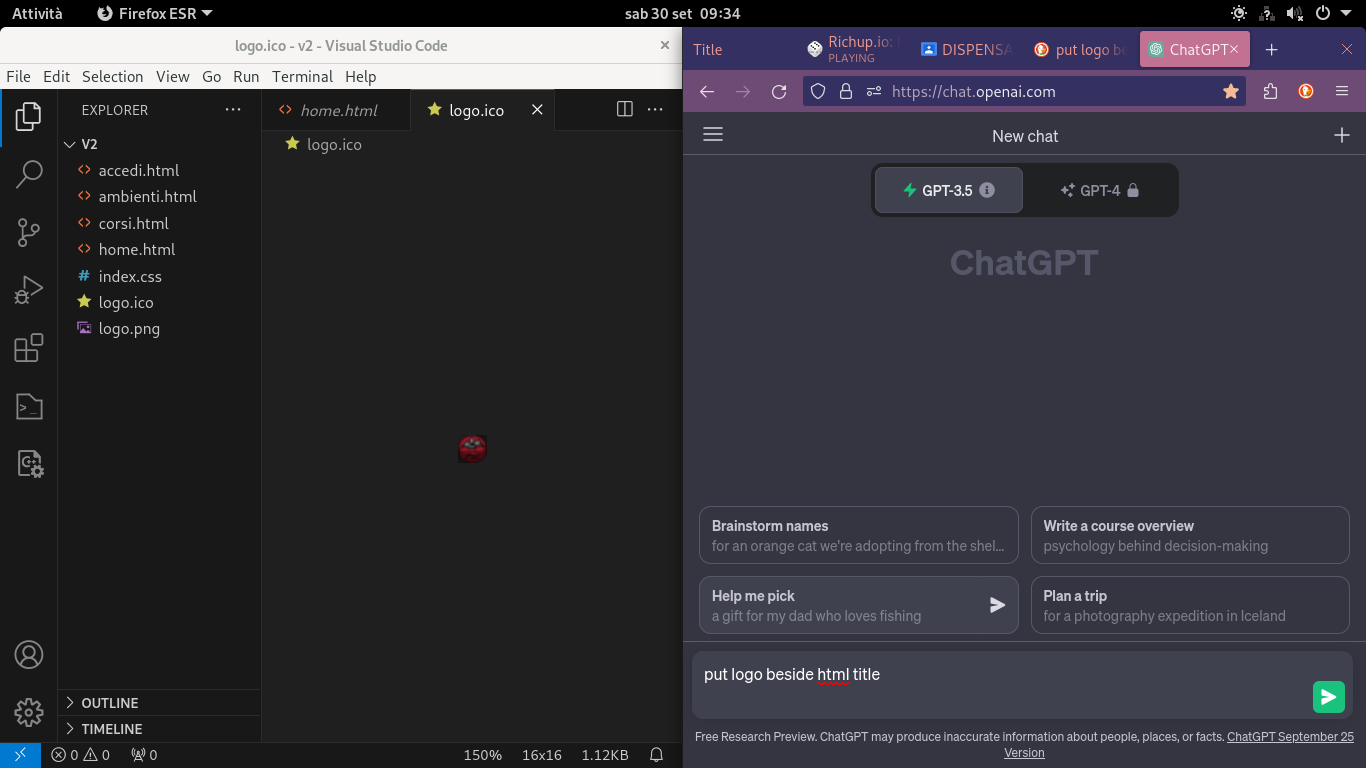 Attività
Firefox ESR
sab 30 set 09:34
logo.ico - v2 - Visual Studio Code
File Edit Selection View Go Run Terminal Help
EXPLORER
V2
accedi.html
ambienti.html
corsi.html
home.html
index.css
logo.ico
logo.png
OUTLINE
TIMELINE
home.html
logo.ico
logo.ico
0 0 0
150% 16x16 1.12KB
Title
Richup.io:
PLAYING
DISPENSA
put logo be
ChatGPT
https://chat.openai.com
New chat
GPT-3.5
GPT-4
ChatGPT
Brainstorm names
for an orange cat we're adopting from the shel...
Write a course overview
psychology behind decision-making
Help me pick
a gift for my dad who loves fishing
Plan a trip
for a photography expedition in Iceland
put logo beside html title
Free Research Preview. ChatGPT may produce inaccurate information about people, places, or facts. ChatGPT September 25
Version